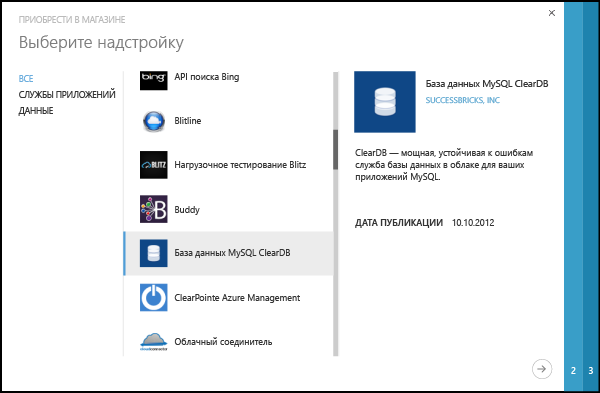 ПРИОБРЕСТИ В МАГАЗИНЕ
Выберите надстройку
ВСЕ
СЛУЖБЫ ПРИЛОЖЕНИЙ
ДАННЫЕ
bing
API поиска Bing
Blitline
BLITZ
Нагрузочное тестирование Blitz
B
Buddy
База данных MySQL ClearDB
ClearPointe Azure Management
cloudconnector
Облачный соединитель
База данных MySQL ClearDB
SUCCESSBRICKS, INC
ClearDB — мощная, устойчивая к ошибкам
служба базы данных в облаке для ваших
приложений MySQL.
ДАТА ПУБЛИКАЦИИ 10.10.2012
2 3